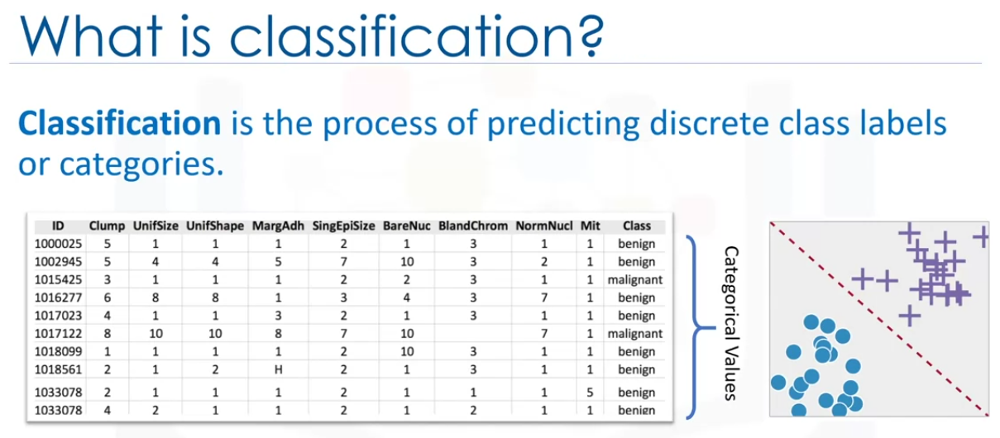 What is classification?
Classification is the process of predicting discrete class labels
or categories.
ID Clump UnifSize UnifShape MargAdh SingEpiSize BareNuc BlandChrom NormNucl Mit Class
1000025 5 1 1 1 2 1 3 1 1 benign
1002945 5 4 4 5 7 10 3 2 1 benign
1015425 3 1 1 1 2 2 3 1 1 malignant
1016277 6 8 8 1 3 4 3 7 1 benign
1017023 4 1 1 3 2 1 3 1 1 benign
1017122 8 10 10 8 7 10 7 1 malignant
1018099 1 1 1 1 2 10 3 1 1 benign
1018561 2 1 2 H 2 1 3 1 1 benign
1033078 2 1 1 1 2 1 1 1 5 benign
1033078 4 2 1 1 2 1 2 1 1 benign
Categorical Values